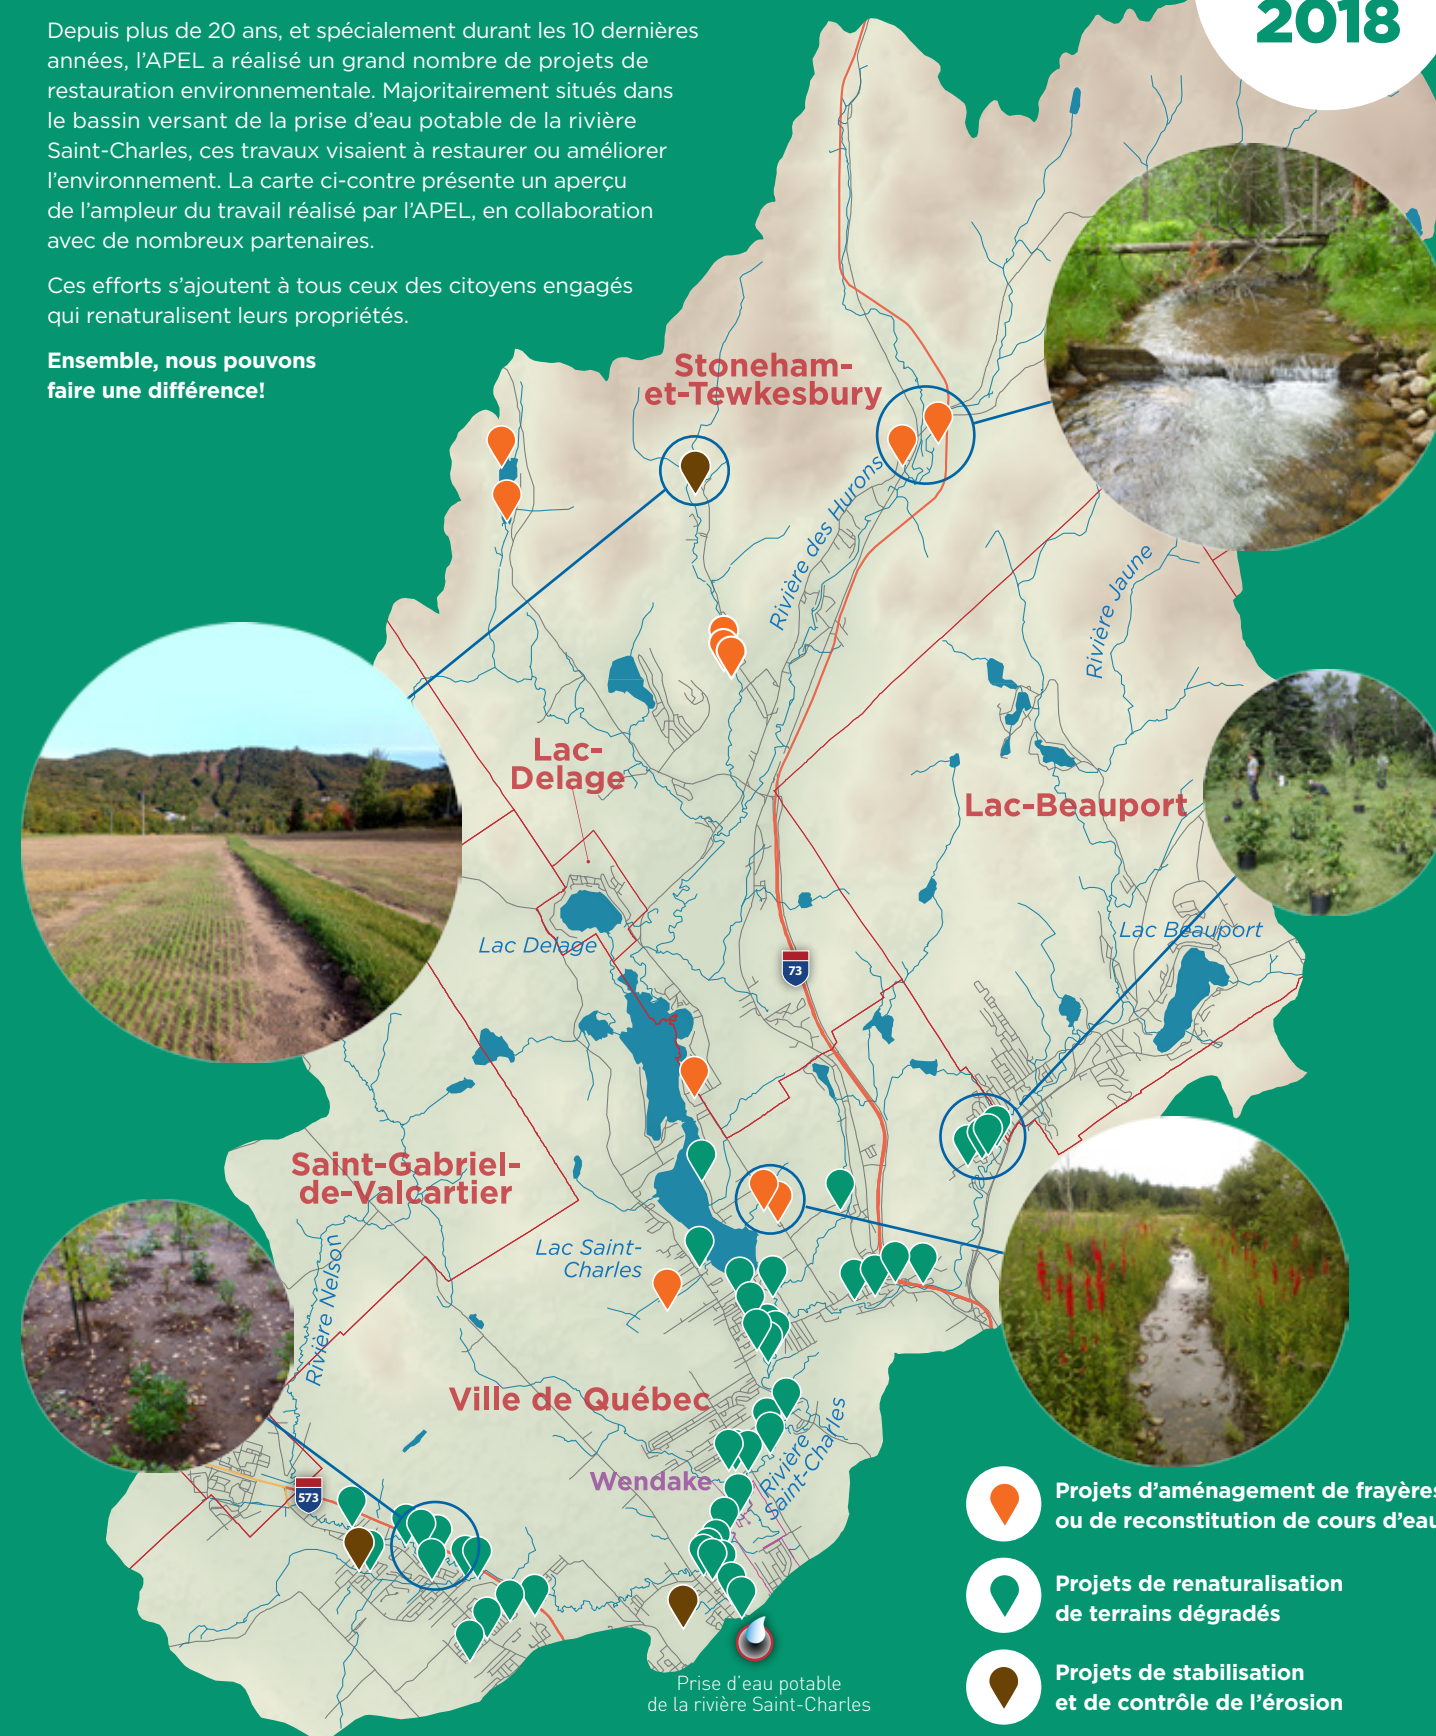 2018
Depuis plus de 20 ans, et spécialement durant les 10 dernières
années, l’APEL a réalisé un grand nombre de projets de
restauration environnementale. Majoritairement situés dans
le bassin versant de la prise d’eau potable de la rivière
Saint-Charles, ces travaux visaient à restaurer ou améliorer
l’environnement. La carte ci-contre présente un aperçu
de l’ampleur du travail réalisé par l’APEL, en collaboration
avec de nombreux partenaires.
Ces efforts s’ajoutent à tous ceux des citoyens engagés
qui renaturalisent leurs propriétés.
Ensemble, nous pouvons
faire une différence!
Stoneham-
et-Tewkesbury
Rivière des Hurons
Rivière Jaune
Lac-
Delage
Lac-Beauport
Lac Delage
Lac Beauport
73
Saint-Gabriel-
de-Valcartier
Rivière Nelson
Lac Saint-
Charles
Ville de Québec
Wendake
Rivière
Saint-Charles
573
Prise d’eau potable
de la rivière Saint-Charles
Projets d’aménagement de frayères
ou de reconstitution de cours d’eau
Projets de renaturalisation
de terrains dégradés
Projets de stabilisation
et de contrôle de l’érosion